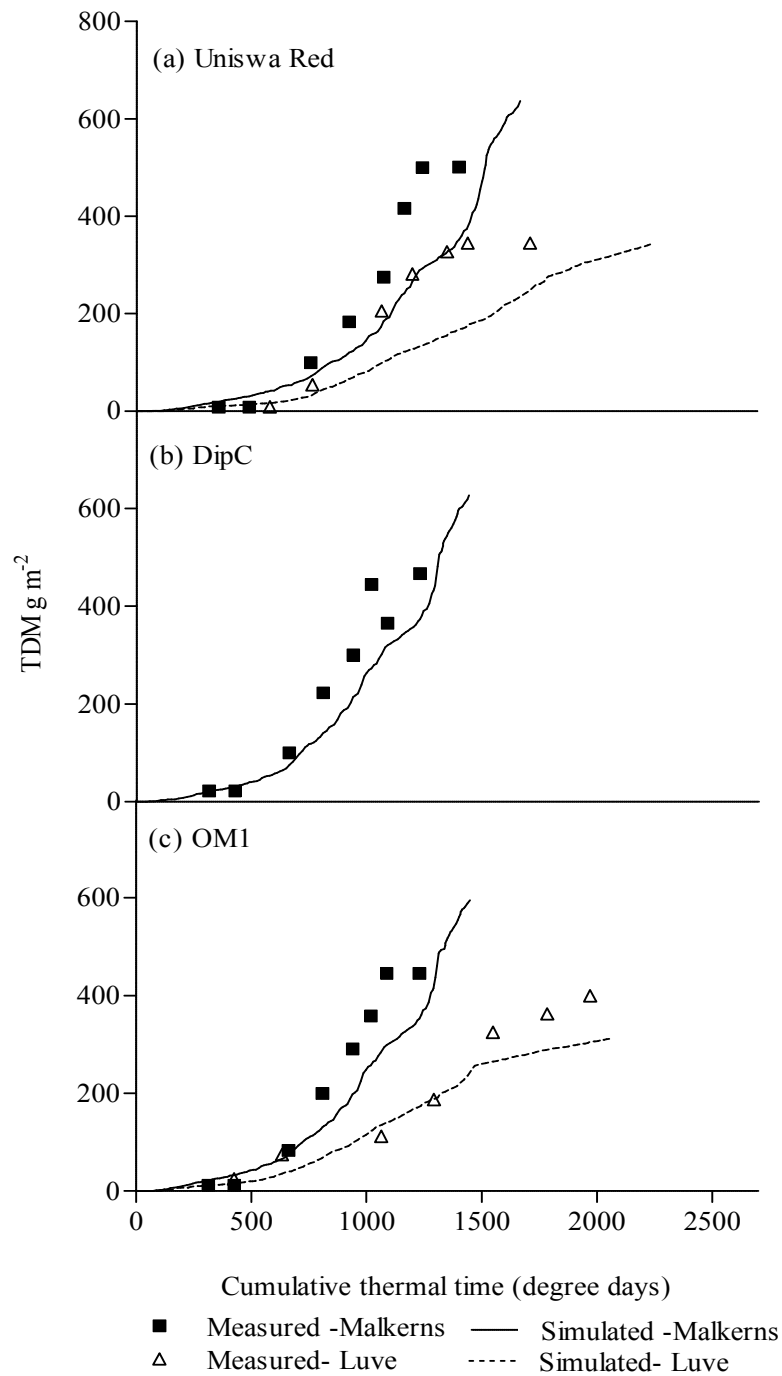 800
(a) Uniswa Red
600
400
200
0
(b) DipC
600
400
200
0
TDM g m-2
(c) OM1
600
400
200
0
0 500 1000 1500 2000 2500
Cumulative thermal time (degree days)
Measured -Malkerns Simulated -Malkerns
Measured- Luve Simulated- Luve